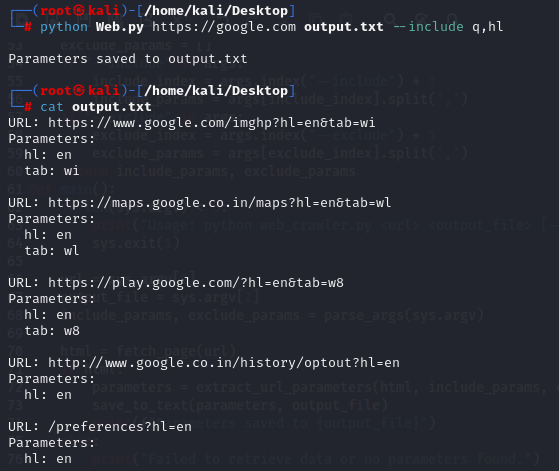 ┌──(root㉿kali)-[/home/kali/Desktop]
└─# python Web.py https://google.com output.txt --include q,hl
Parameters saved to output.txt
┌──(root㉿kali)-[/home/kali/Desktop]
└─# cat output.txt
URL: https://www.google.com/imghp?hl=en&tab=wi
Parameters:
  hl: en
  tab: wi
URL: https://maps.google.co.in/maps?hl=en&tab=wl
Parameters:
  hl: en
  tab: wl
URL: https://play.google.com/?hl=en&tab=w8
Parameters:
  hl: en
  tab: w8
URL: http://www.google.co.in/history/optout?hl=en
Parameters:
  hl: en
URL: /preferences?hl=en
Parameters:
  hl: en